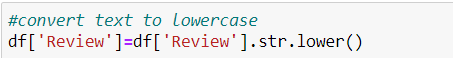 #convert text to lowercase
df['Review']=df['Review'].str.lower()